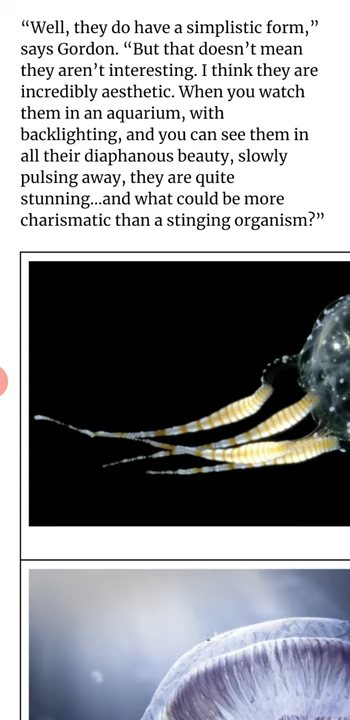 “Well, they do have a simplistic form,”
says Gordon. “But that doesn’t mean
they aren’t interesting. I think they are
incredibly aesthetic. When you watch
them in an aquarium, with
backlighting, and you can see them in
all their diaphanous beauty, slowly
pulsing away, they are quite
stunning...and what could be more
charismatic than a stinging organism?”